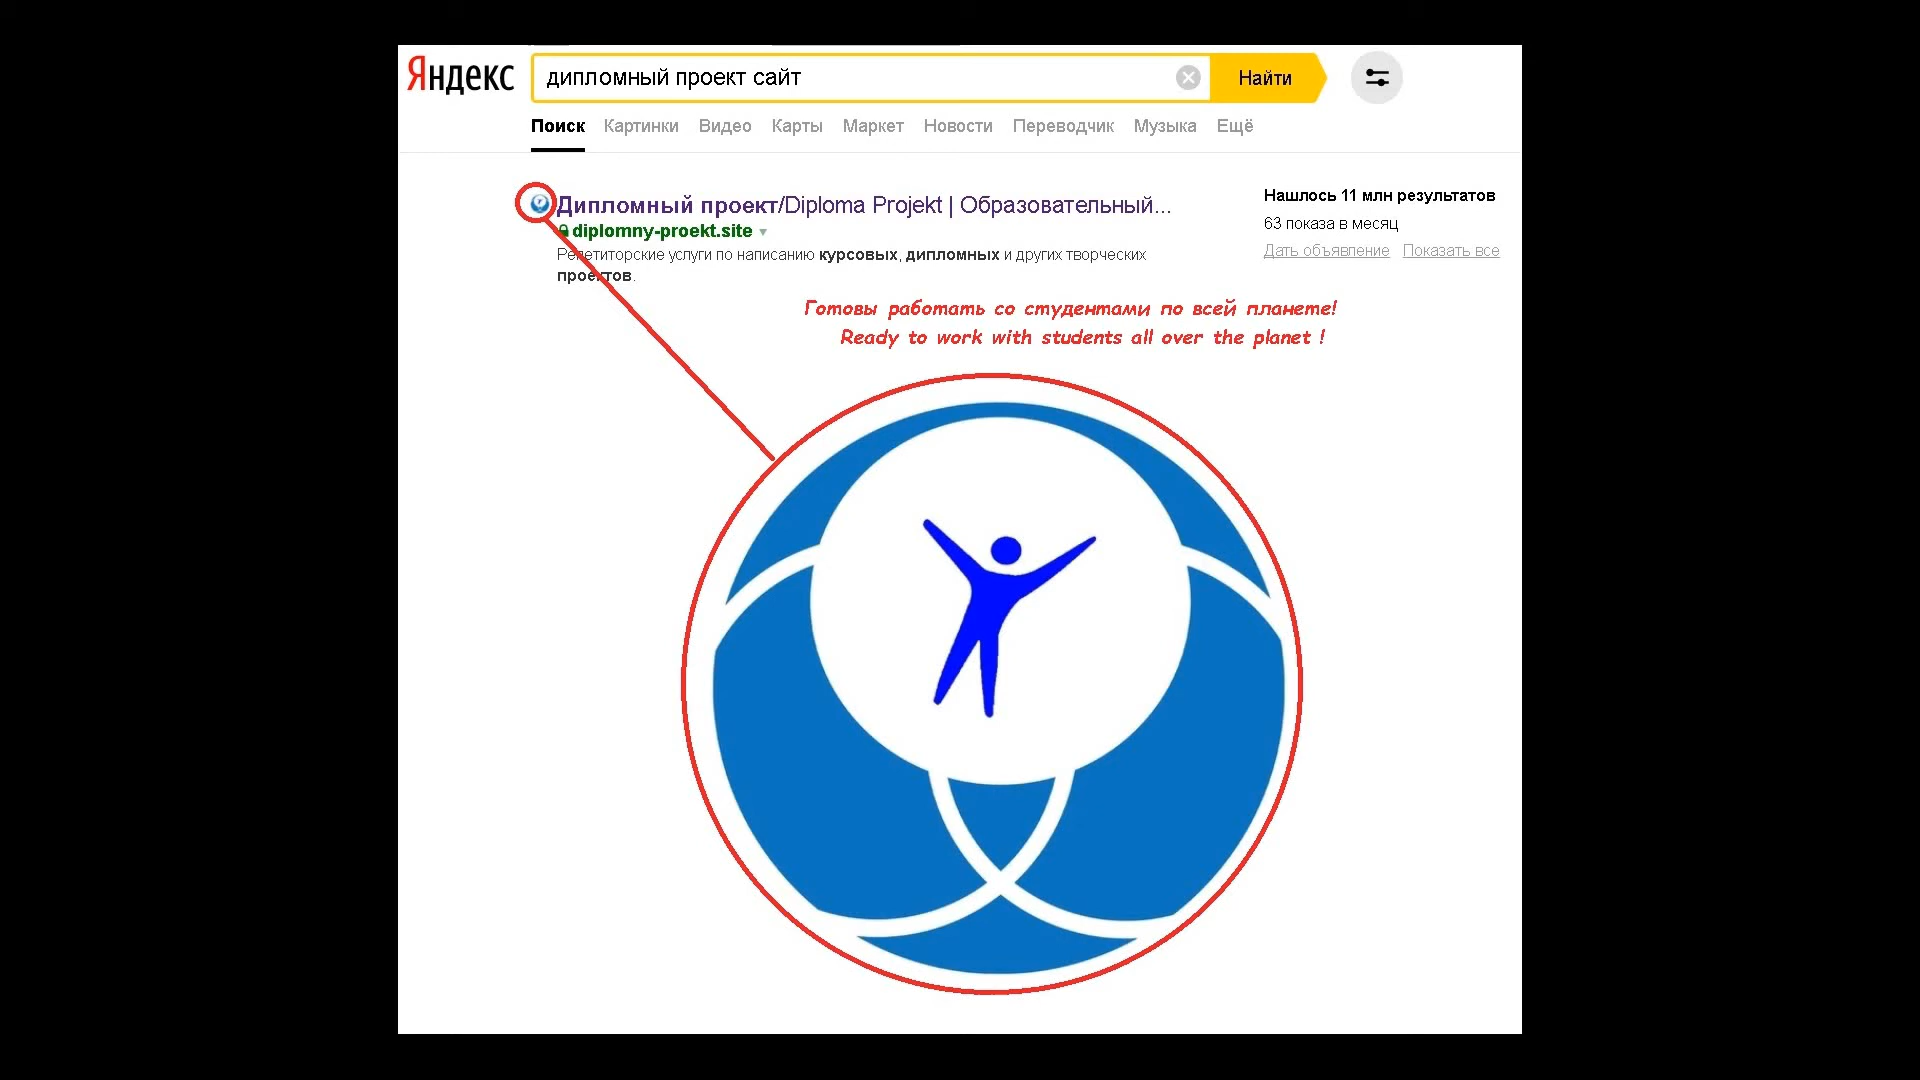 Яндекс
дипломный проект сайт
Найти
Поиск Картинки Видео Карты Маркет Новости Переводчик Музыка Ещё
Дипломный проект/Diploma Projekt | Образовательный...
diplomny-proekt.site
Репетиторские услуги по написанию курсовых, дипломных и других творческих
проектов.
Нашлось 11 млн результатов
63 показа в месяц
Дать объявление Показать все
Готовы работать со студентами по всей планете!
Ready to work with students all over the planet !